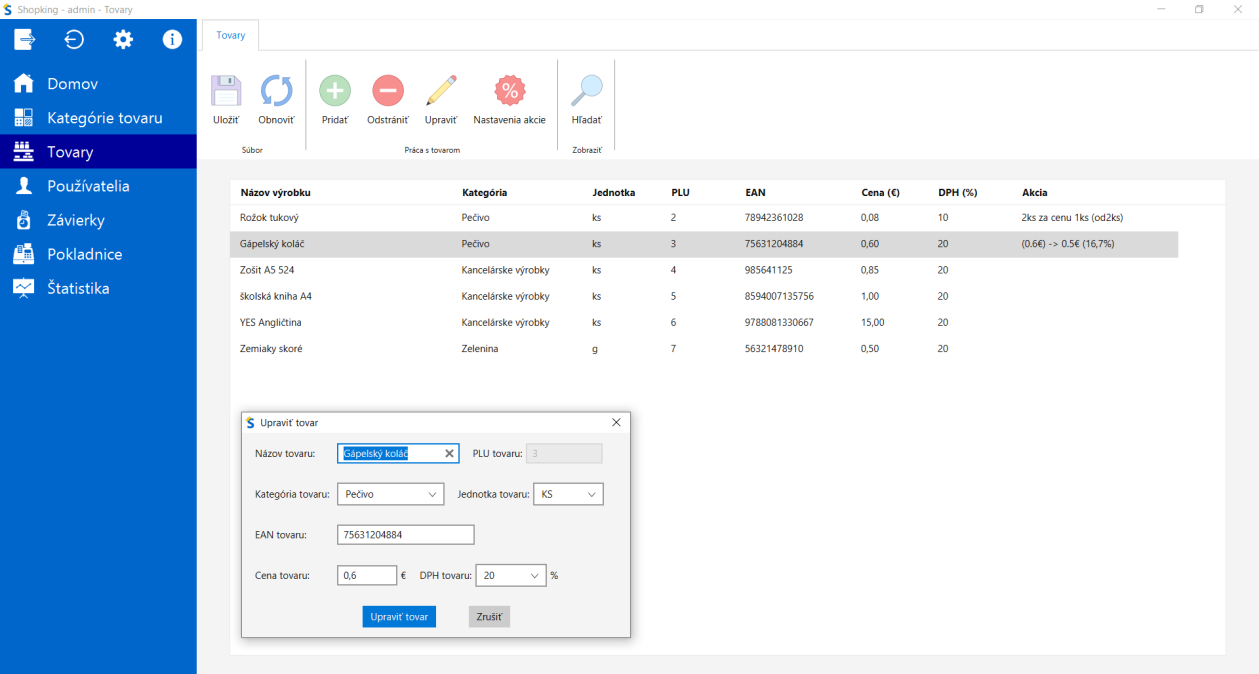 Shopking - admin - Tovary
Domov
Kategórie tovaru
Tovary
Používatelia
Závierky
Pokladnice
Štatistika
Tovary
Uložiť Obnoviť Pridať Odstrániť Upraviť Nastavenia akcie Hľadať
Súbor Práca s tovarom Zobraziť
Názov výrobku Kategória Jednotka PLU EAN Cena (€) DPH (%) Akcia
Rožok tukový Pečivo ks 2 78942361028 0,08 10 2ks za cenu 1ks (od2ks)
Gápelský koláč Pečivo ks 3 75631204884 0,60 20 (0.6€) -> 0.5€ (16,7%)
Zošit A5 524 Kancelárske výrobky ks 4 985641125 0,85 20
školská kniha A4 Kancelárske výrobky ks 5 8594007135756 1,00 20
YES Angličtina Kancelárske výrobky ks 6 9788081330667 15,00 20
Zemiaky skoré Zelenina g 7 56321478910 0,50 20
Upraviť tovar
Názov tovaru: Gápelský koláč PLU tovaru: 3
Kategória tovaru: Pečivo Jednotka tovaru: KS
EAN tovaru: 75631204884
Cena tovaru: 0,6 € DPH tovaru: 20 %
Upraviť tovar Zrušiť